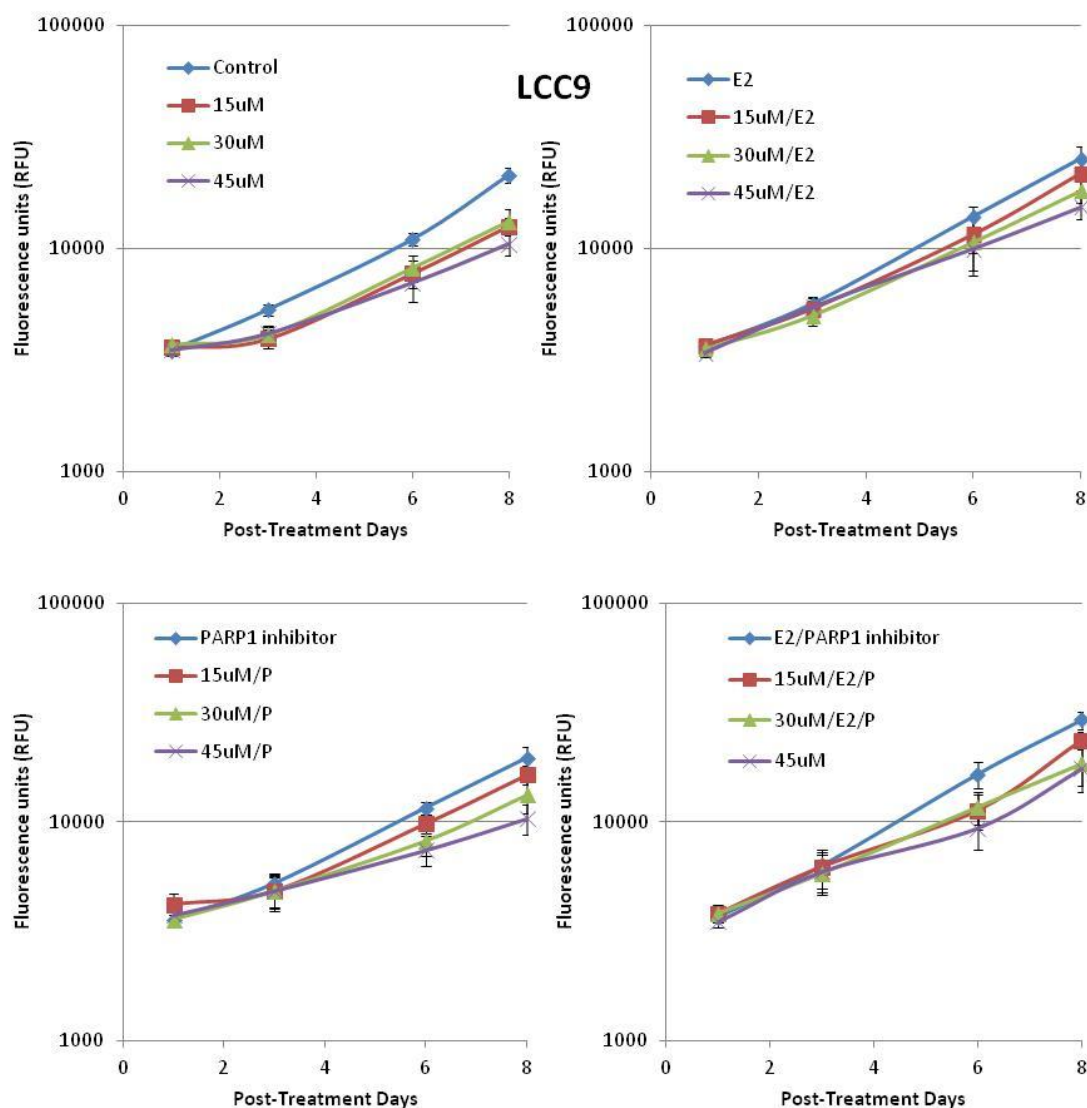 LCC9
100000
10000
1000
Fluorescence units (RFU)
Control
15uM
30uM
45uM
0 2 4 6 8
Post-Treatment Days
100000
10000
1000
Fluorescence units (RFU)
E2
15uM/E2
30uM/E2
45uM/E2
0 2 4 6 8
Post-Treatment Days
100000
10000
1000
Fluorescence units (RFU)
PARP1 inhibitor
15uM/P
30uM/P
45uM/P
0 2 4 6 8
Post-Treatment Days
100000
10000
1000
Fluorescence units (RFU)
E2/PARP1 inhibitor
15uM/E2/P
30uM/E2/P
45uM
0 2 4 6 8
Post-Treatment Days